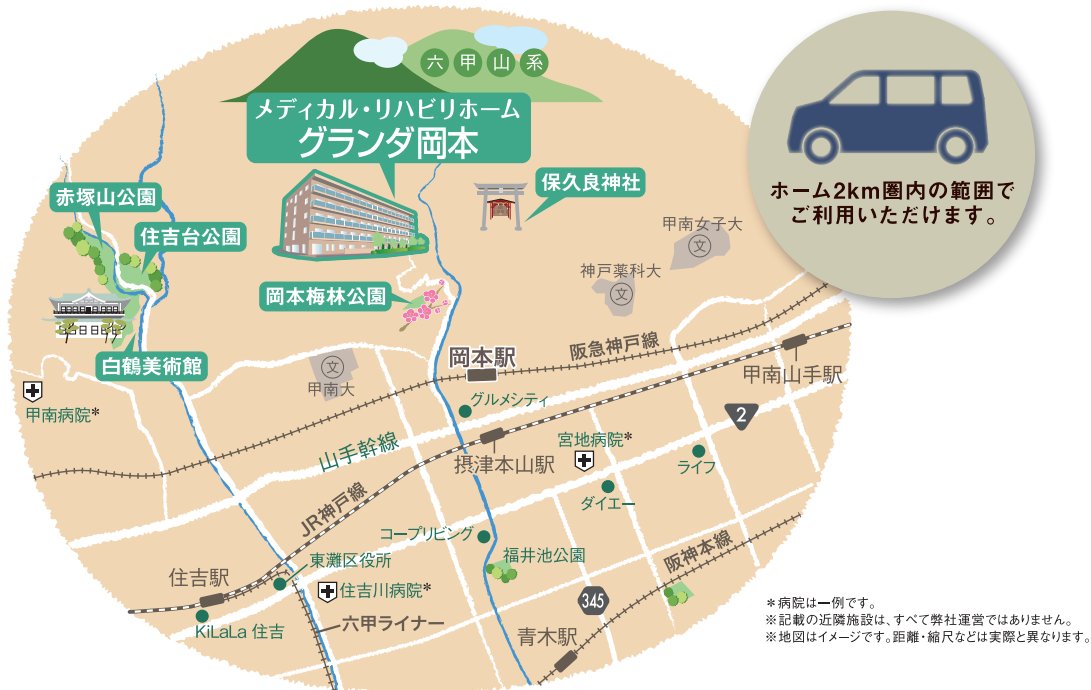 六甲山系
メディカル・リハビリホーム
グランダ岡本
ホーム2km圏内の範囲で
ご利用いただけます。
保久良神社
赤塚山公園
住吉台公園
甲南女子大
文
神戸薬科大
文
岡本梅林公園
白鶴美術館
文
甲南大
岡本駅
阪急神戸線
甲南山手駅
甲南病院*
グルメシティ
2
山手幹線
摂津本山駅
宮地病院*
ライフ
ダイエー
JR神戸線
コープリビング
福井池公園
阪神本線
東灘区役所
住吉駅
住吉川病院*
345
KiLaLa 住吉
六甲ライナー
青木駅
*病院は一例です。
※記載の近隣施設は、すべて弊社運営ではありません。
※地図はイメージです。距離・縮尺などは実際と異なります。